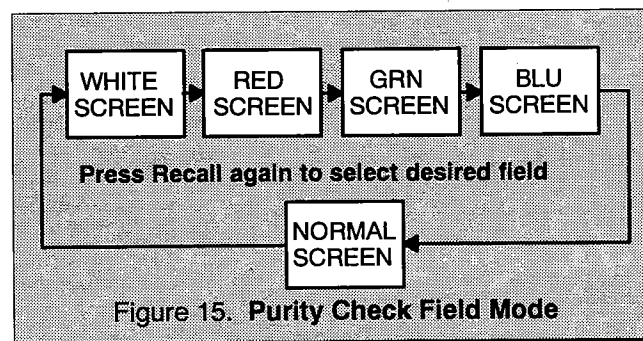 WHITE
SCREEN
RED
SCREEN
GRN
SCREEN
BLU
SCREEN
Press Recall again to select desired field
NORMAL
SCREEN
Figure 15. Purity Check Field Mode